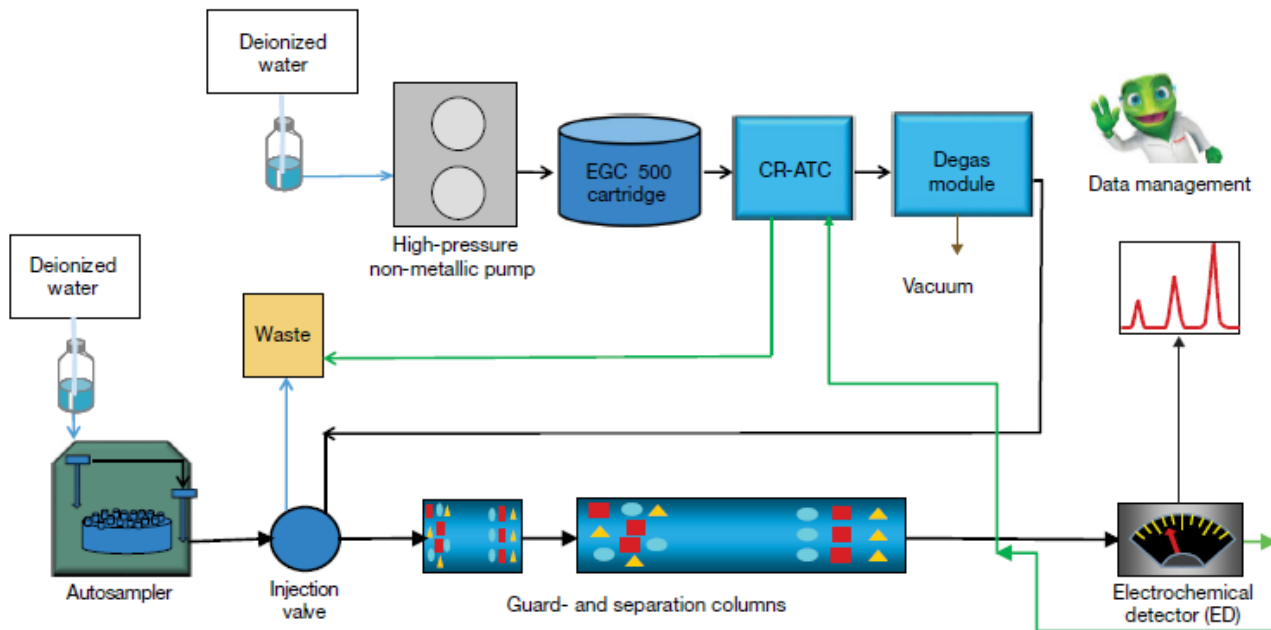 Deionized
water
High-pressure
non-metallic pump
EGC 500
cartridge
CR-ATC
Degas
module
Vacuum
Data management
Deionized
water
Waste
Autosampler
Injection
valve
Guard- and separation columns
Electrochemical
detector (ED)